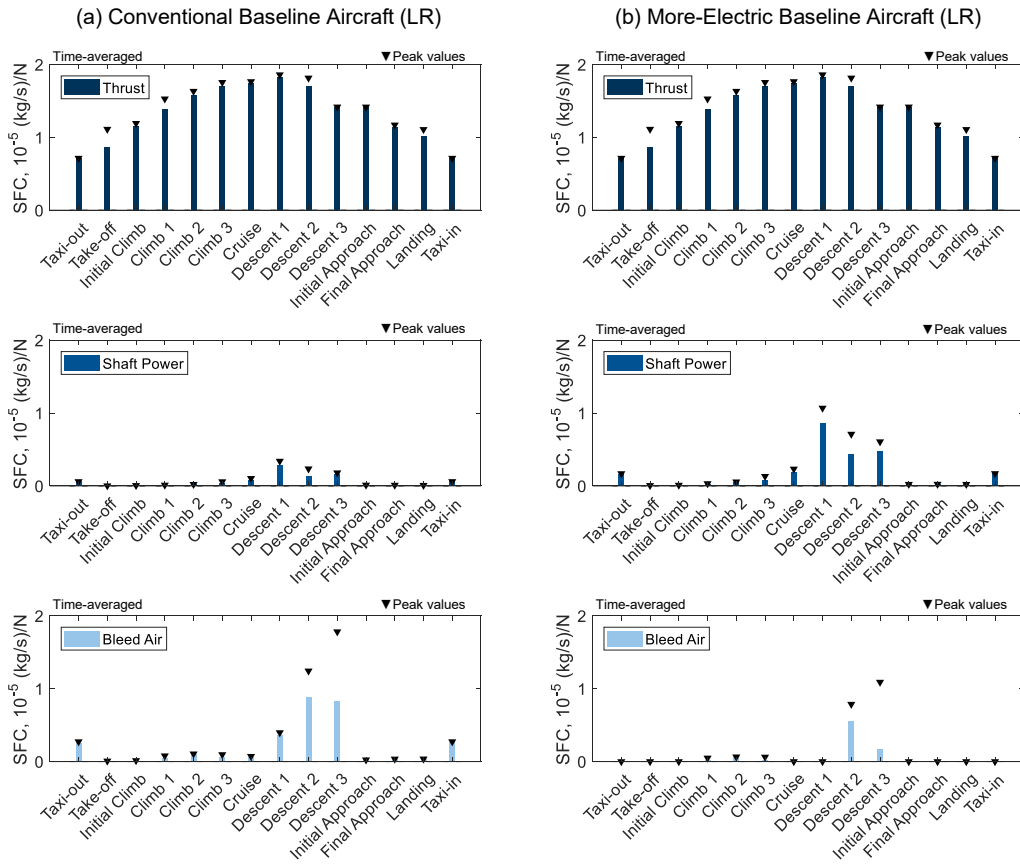 (a) Conventional Baseline Aircraft (LR)
(b) More-Electric Baseline Aircraft (LR)
Time-averaged
▼Peak values
2
1
0
SFC, 10⁻⁵ (kg/s)/N
Thrust
Taxi-out
Take-off
Initial Climb
Climb 1
Climb 2
Climb 3
Cruise
Descent 1
Descent 2
Descent 3
Initial Approach
Final Approach
Landing
Taxi-in
Time-averaged
▼Peak values
2
1
0
SFC, 10⁻⁵ (kg/s)/N
Thrust
Taxi-out
Take-off
Initial Climb
Climb 1
Climb 2
Climb 3
Cruise
Descent 1
Descent 2
Descent 3
Initial Approach
Final Approach
Landing
Taxi-in
Time-averaged
▼Peak values
2
1
0
SFC, 10⁻⁵ (kg/s)/N
Shaft Power
Taxi-out
Take-off
Initial Climb
Climb 1
Climb 2
Climb 3
Cruise
Descent 1
Descent 2
Descent 3
Initial Approach
Final Approach
Landing
Taxi-in
Time-averaged
▼Peak values
2
1
0
SFC, 10⁻⁵ (kg/s)/N
Shaft Power
Taxi-out
Take-off
Initial Climb
Climb 1
Climb 2
Climb 3
Cruise
Descent 1
Descent 2
Descent 3
Initial Approach
Final Approach
Landing
Taxi-in
Time-averaged
▼Peak values
2
1
0
SFC, 10⁻⁵ (kg/s)/N
Bleed Air
Taxi-out
Take-off
Initial Climb
Climb 1
Climb 2
Climb 3
Cruise
Descent 1
Descent 2
Descent 3
Initial Approach
Final Approach
Landing
Taxi-in
Time-averaged
▼Peak values
2
1
0
SFC, 10⁻⁵ (kg/s)/N
Bleed Air
Taxi-out
Take-off
Initial Climb
Climb 1
Climb 2
Climb 3
Cruise
Descent 1
Descent 2
Descent 3
Initial Approach
Final Approach
Landing
Taxi-in